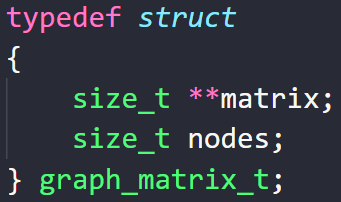 typedef struct
{
    size_t **matrix;
    size_t nodes;
} graph_matrix_t;